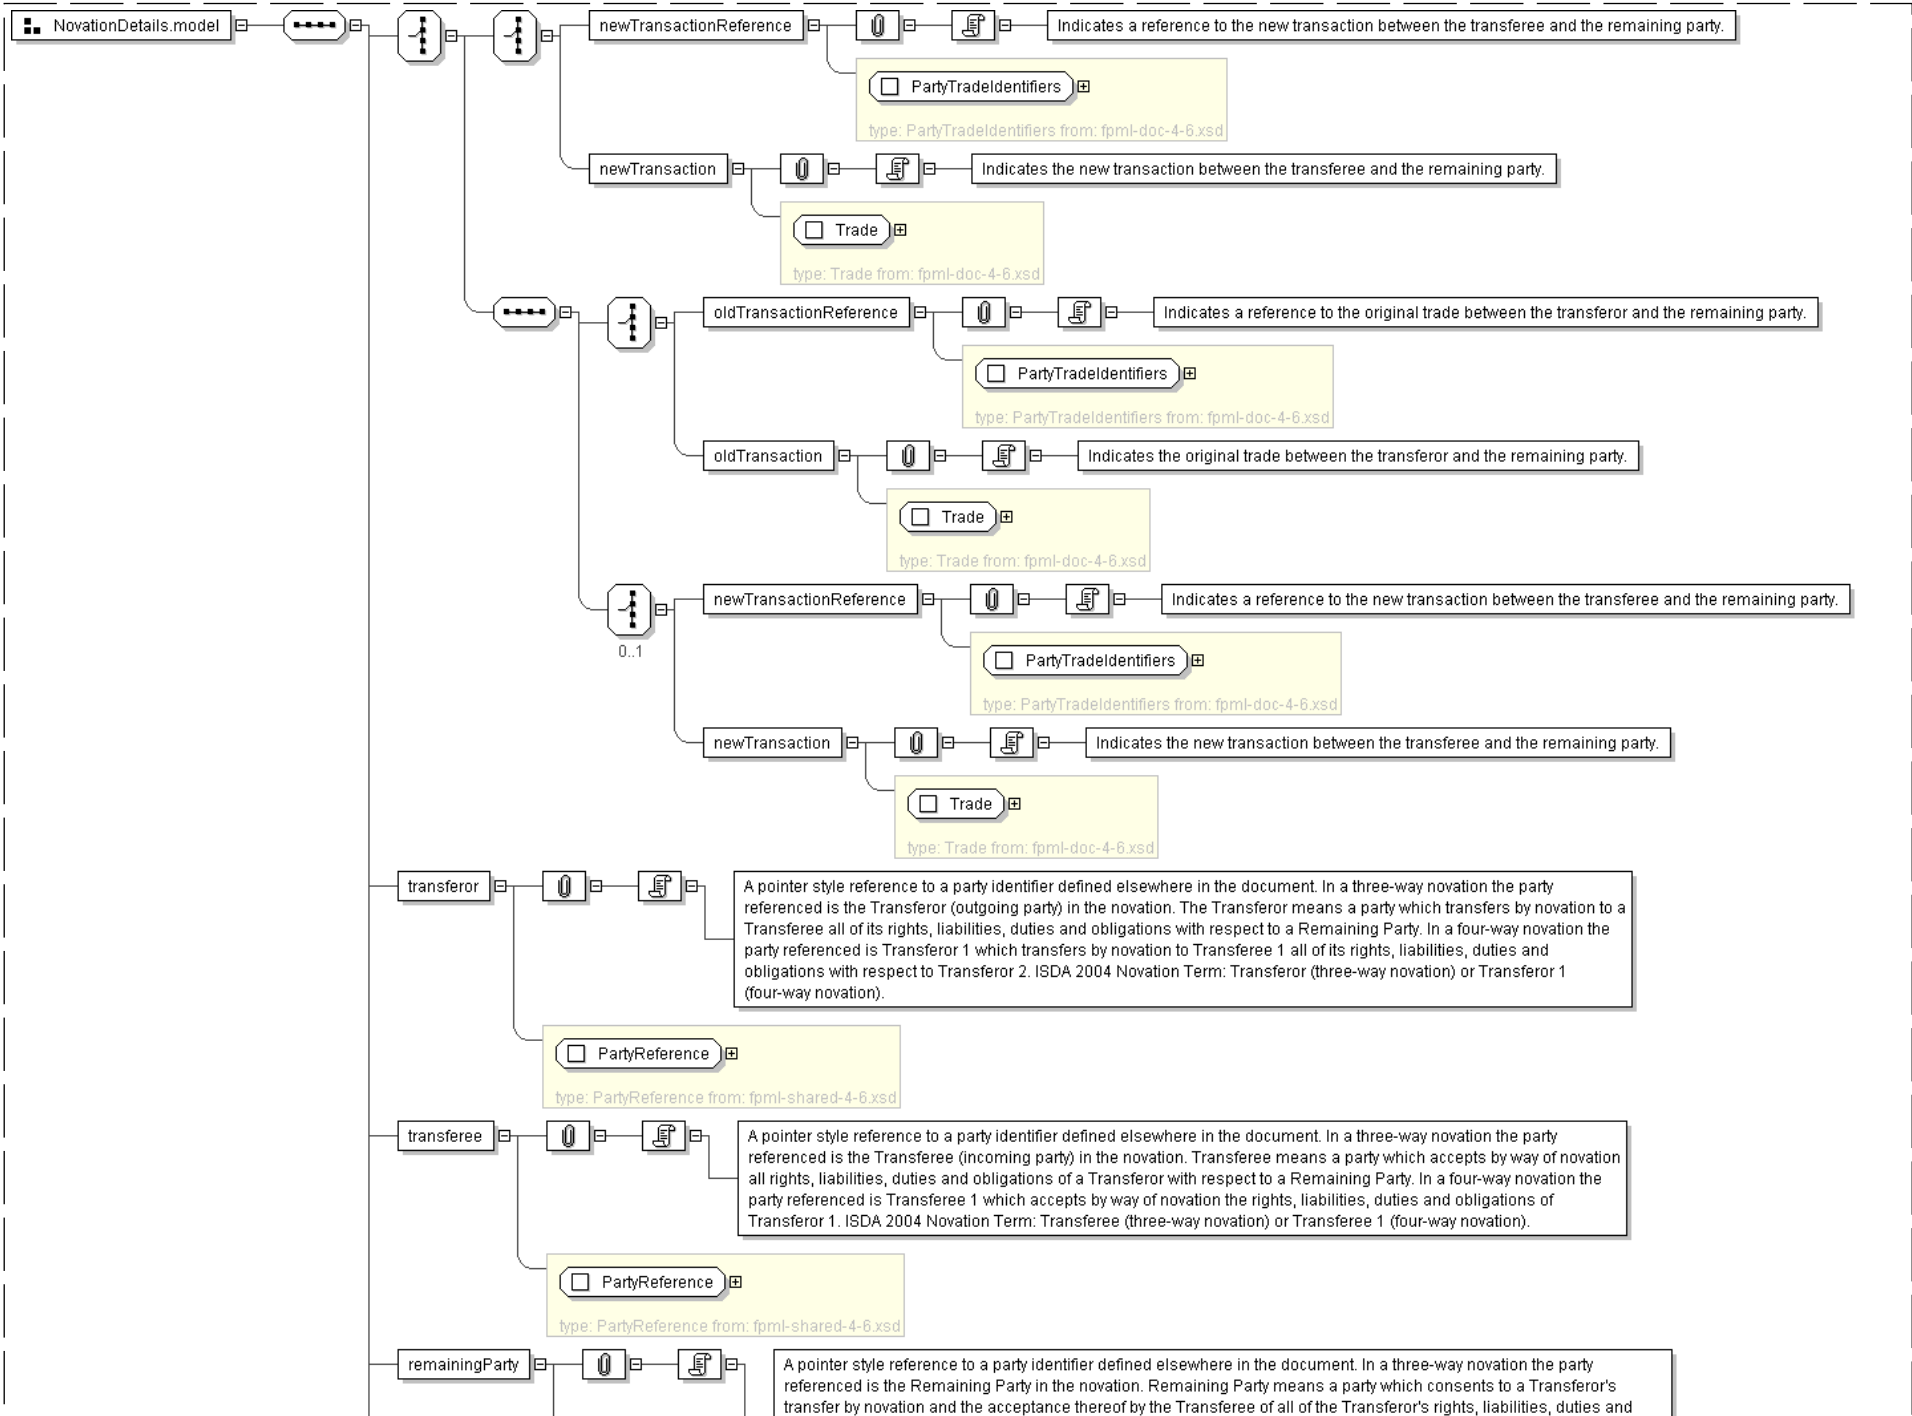 NovationDetails.model
newTransactionReference
Indicates a reference to the new transaction between the transferee and the remaining party.
PartyTradeIdentifiers
type: PartyTradeIdentifiers from: fpml-doc-4-6.xsd
newTransaction
Indicates the new transaction between the transferee and the remaining party.
Trade
type: Trade from: fpml-doc-4-6.xsd
oldTransactionReference
Indicates a reference to the original trade between the transferor and the remaining party.
PartyTradeIdentifiers
type: PartyTradeIdentifiers from: fpml-doc-4-6.xsd
oldTransaction
Indicates the original trade between the transferor and the remaining party.
Trade
type: Trade from: fpml-doc-4-6.xsd
newTransactionReference
Indicates a reference to the new transaction between the transferee and the remaining party.
0..1
PartyTradeIdentifiers
type: PartyTradeIdentifiers from: fpml-doc-4-6.xsd
newTransaction
Indicates the new transaction between the transferee and the remaining party.
Trade
type: Trade from: fpml-doc-4-6.xsd
transferor
A pointer style reference to a party identifier defined elsewhere in the document. In a three-way novation the party
referenced is the Transferor (outgoing party) in the novation. The Transferor means a party which transfers by novation to a
Transferee all of its rights, liabilities, duties and obligations with respect to a Remaining Party. In a four-way novation the
party referenced is Transferor 1 which transfers by novation to Transferee 1 all of its rights, liabilities, duties and
obligations with respect to Transferor 2. ISDA 2004 Novation Term: Transferor (three-way novation) or Transferor 1
(four-way novation).
PartyReference
type: PartyReference from: fpml-shared-4-6.xsd
transferee
A pointer style reference to a party identifier defined elsewhere in the document. In a three-way novation the party
referenced is the Transferee (incoming party) in the novation. Transferee means a party which accepts by way of novation
all rights, liabilities, duties and obligations of a Transferor with respect to a Remaining Party. In a four-way novation the
party referenced is Transferee 1 which accepts by way of novation the rights, liabilities, duties and obligations of
Transferor 1. ISDA 2004 Novation Term: Transferee (three-way novation) or Transferee 1 (four-way novation).
PartyReference
type: PartyReference from: fpml-shared-4-6.xsd
remainingParty
A pointer style reference to a party identifier defined elsewhere in the document. In a three-way novation the party
referenced is the Remaining Party in the novation. Remaining Party means a party which consents to a Transferor's
transfer by novation and the acceptance thereof by the Transferee of all of the Transferor's rights, liabilities, duties and